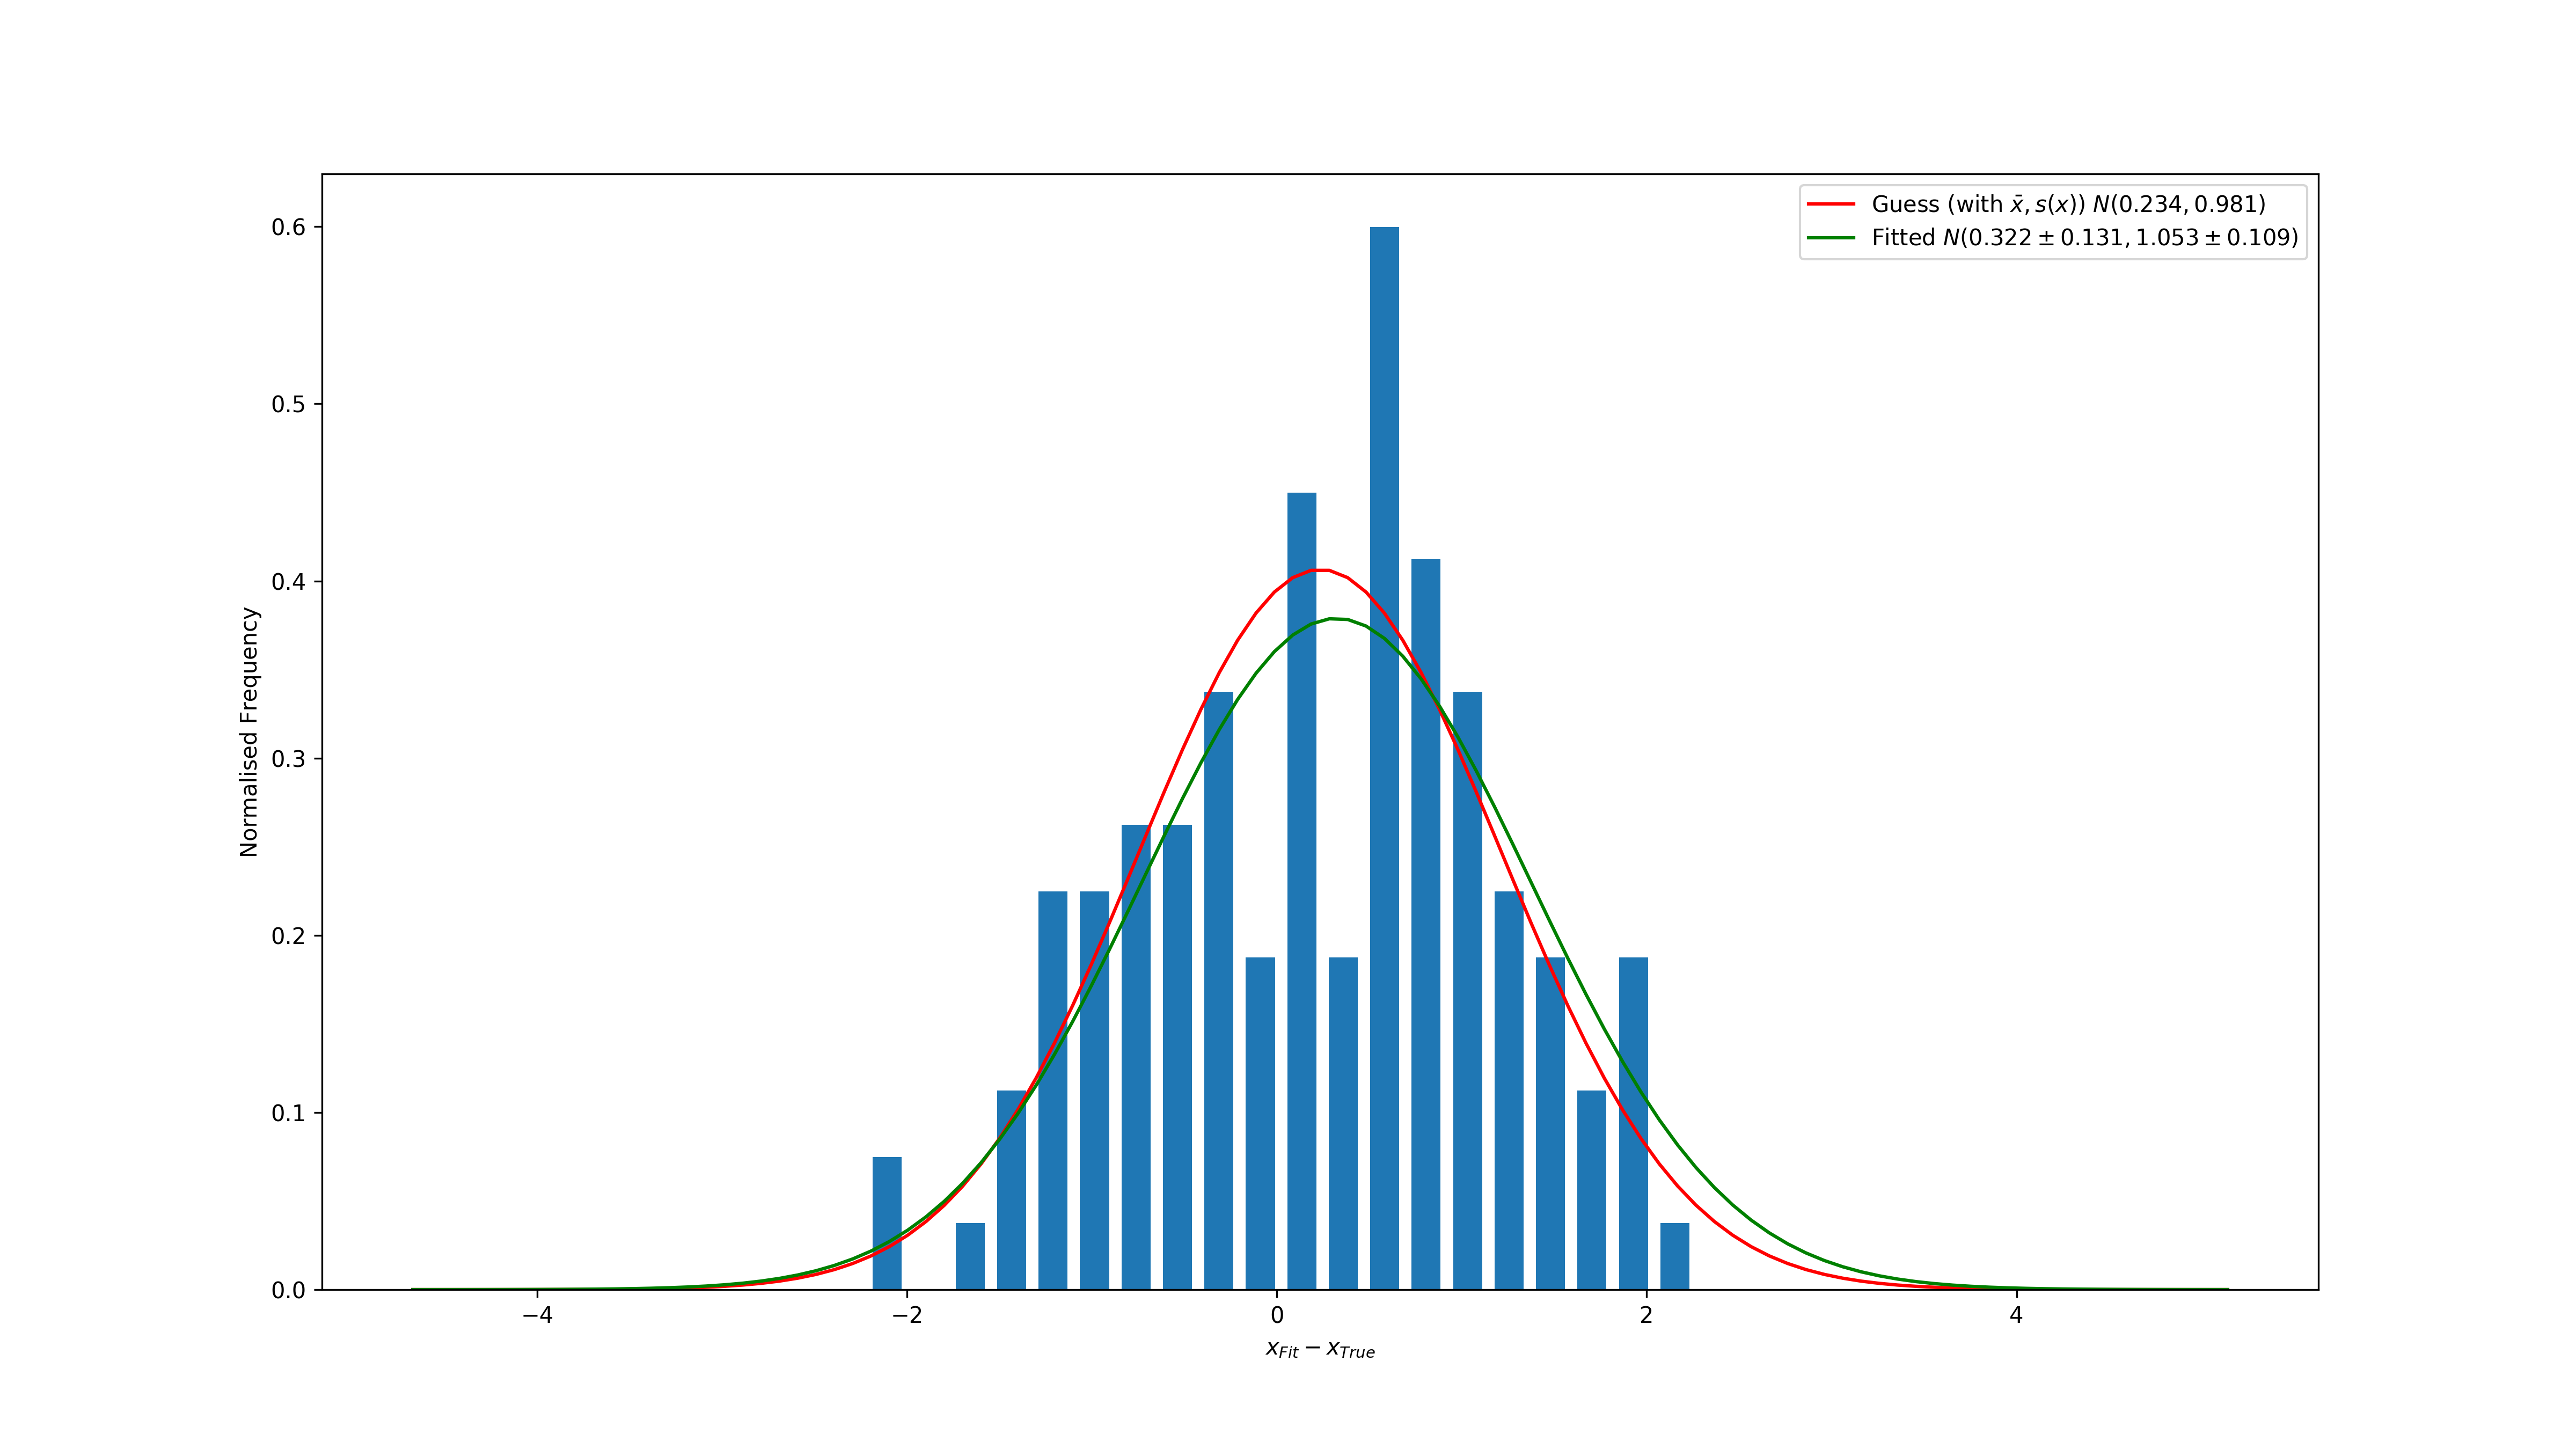 Guess (with x̄, s(x)) N(0.234, 0.981)
Fitted N(0.322 ± 0.131, 1.053 ± 0.109)
0.6
0.5
0.4
0.3
0.2
0.1
0.0
Normalised Frequency
−4 −2 0 2 4
x_Fit − x_True